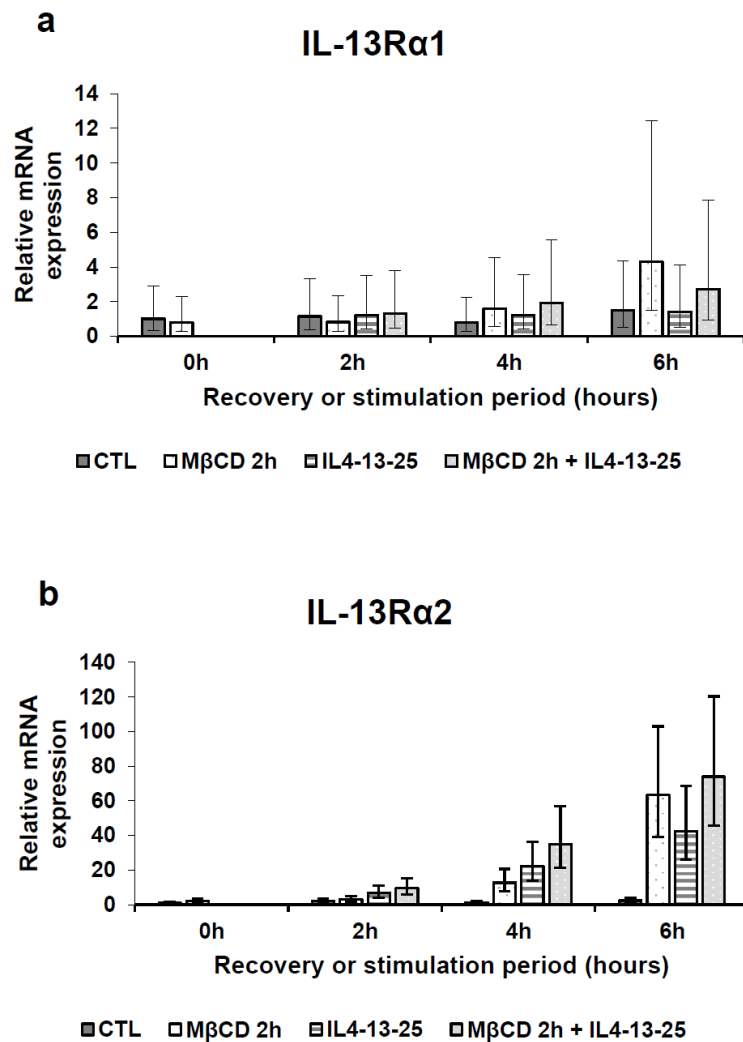 a
IL-13Rα1
Relative mRNA
expression
14
12
10
8
6
4
2
0
0h 2h 4h 6h
Recovery or stimulation period (hours)
CTL MβCD 2h IL4-13-25 MβCD 2h + IL4-13-25
b
IL-13Rα2
Relative mRNA
expression
140
120
100
80
60
40
20
0
0h 2h 4h 6h
Recovery or stimulation period (hours)
CTL MβCD 2h IL4-13-25 MβCD 2h + IL4-13-25